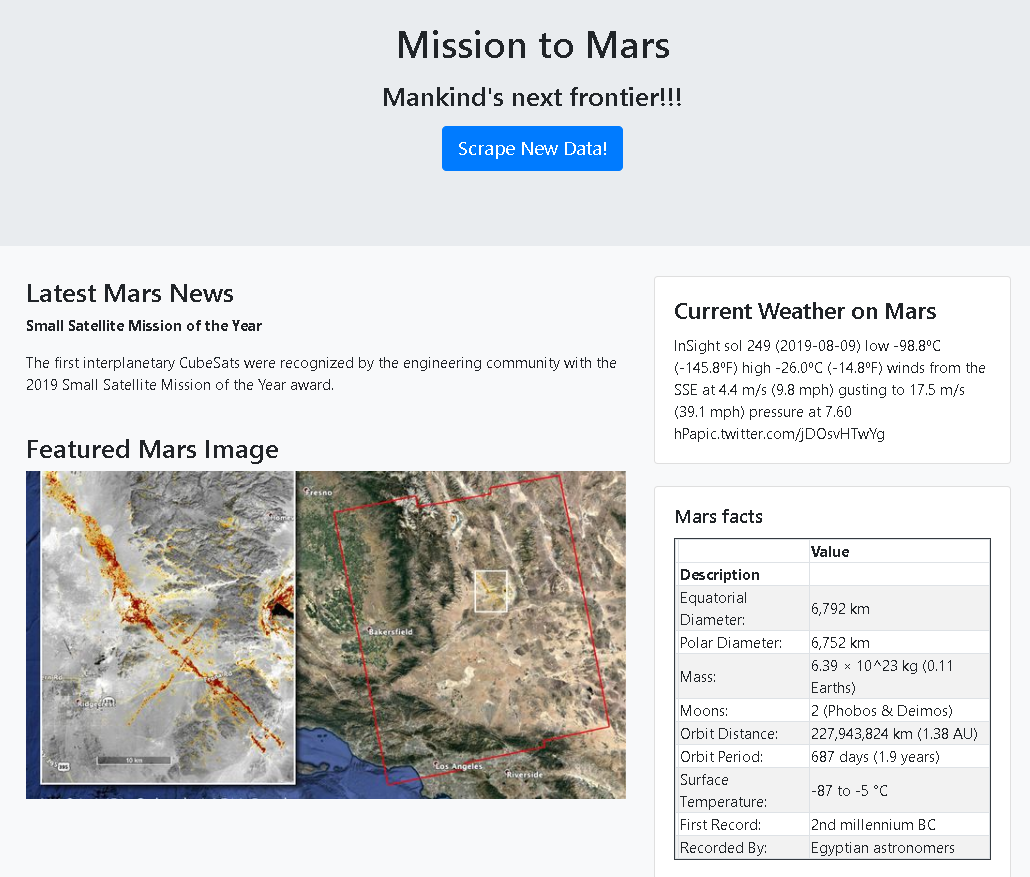 Mission to Mars
Mankind's next frontier!!!
Scrape New Data!
Latest Mars News
Small Satellite Mission of the Year
The first interplanetary CubeSats were recognized by the engineering community with the
2019 Small Satellite Mission of the Year award.
Featured Mars Image
Fresno
Bakersfield
Ridgecrest
395
10 km
Los Angeles
Riverside
Current Weather on Mars
InSight sol 249 (2019-08-09) low -98.8ºC
(-145.8ºF) high -26.0ºC (-14.8ºF) winds from the
SSE at 4.4 m/s (9.8 mph) gusting to 17.5 m/s
(39.1 mph) pressure at 7.60
hPapic.twitter.com/jDOsvHTwYg
Mars facts
Value
Description
Equatorial
Diameter:
6,792 km
Polar Diameter:
6,752 km
Mass:
6.39 × 10^23 kg (0.11
Earths)
Moons:
2 (Phobos & Deimos)
Orbit Distance:
227,943,824 km (1.38 AU)
Orbit Period:
687 days (1.9 years)
Surface
Temperature:
-87 to -5 °C
First Record:
2nd millennium BC
Recorded By:
Egyptian astronomers